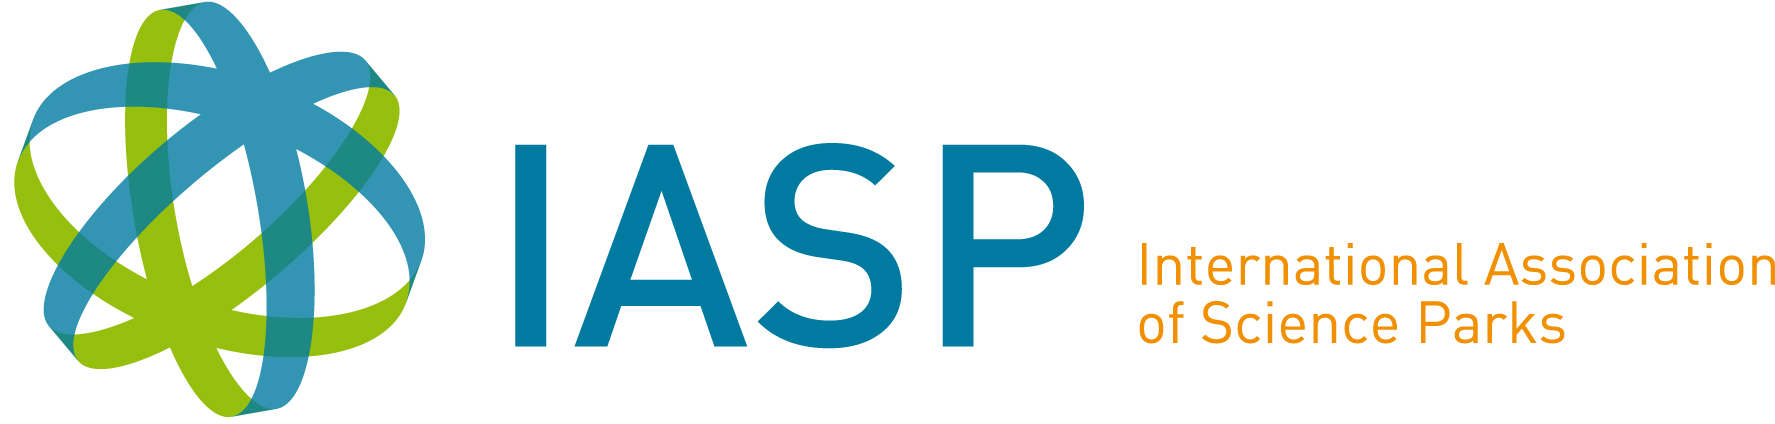 IASP
International Association
of Science Parks